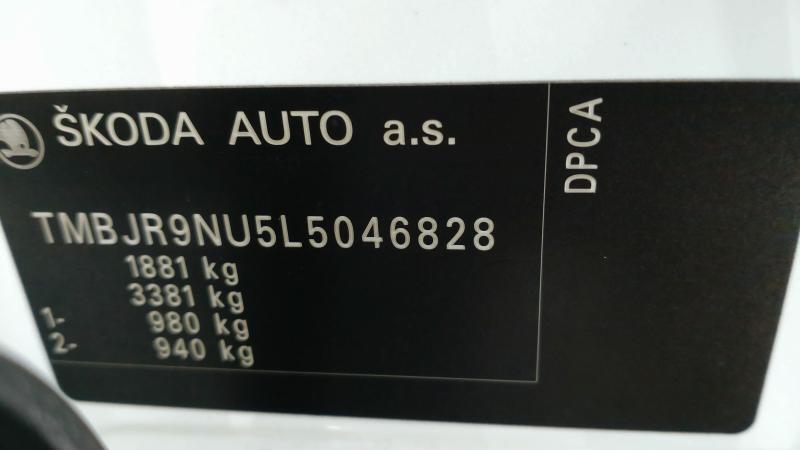 ŠKODA AUTO a.s.
TMBJR9NU5L5046828
1881 kg
3381 kg
1- 980 kg
2- 940 kg
DPCA